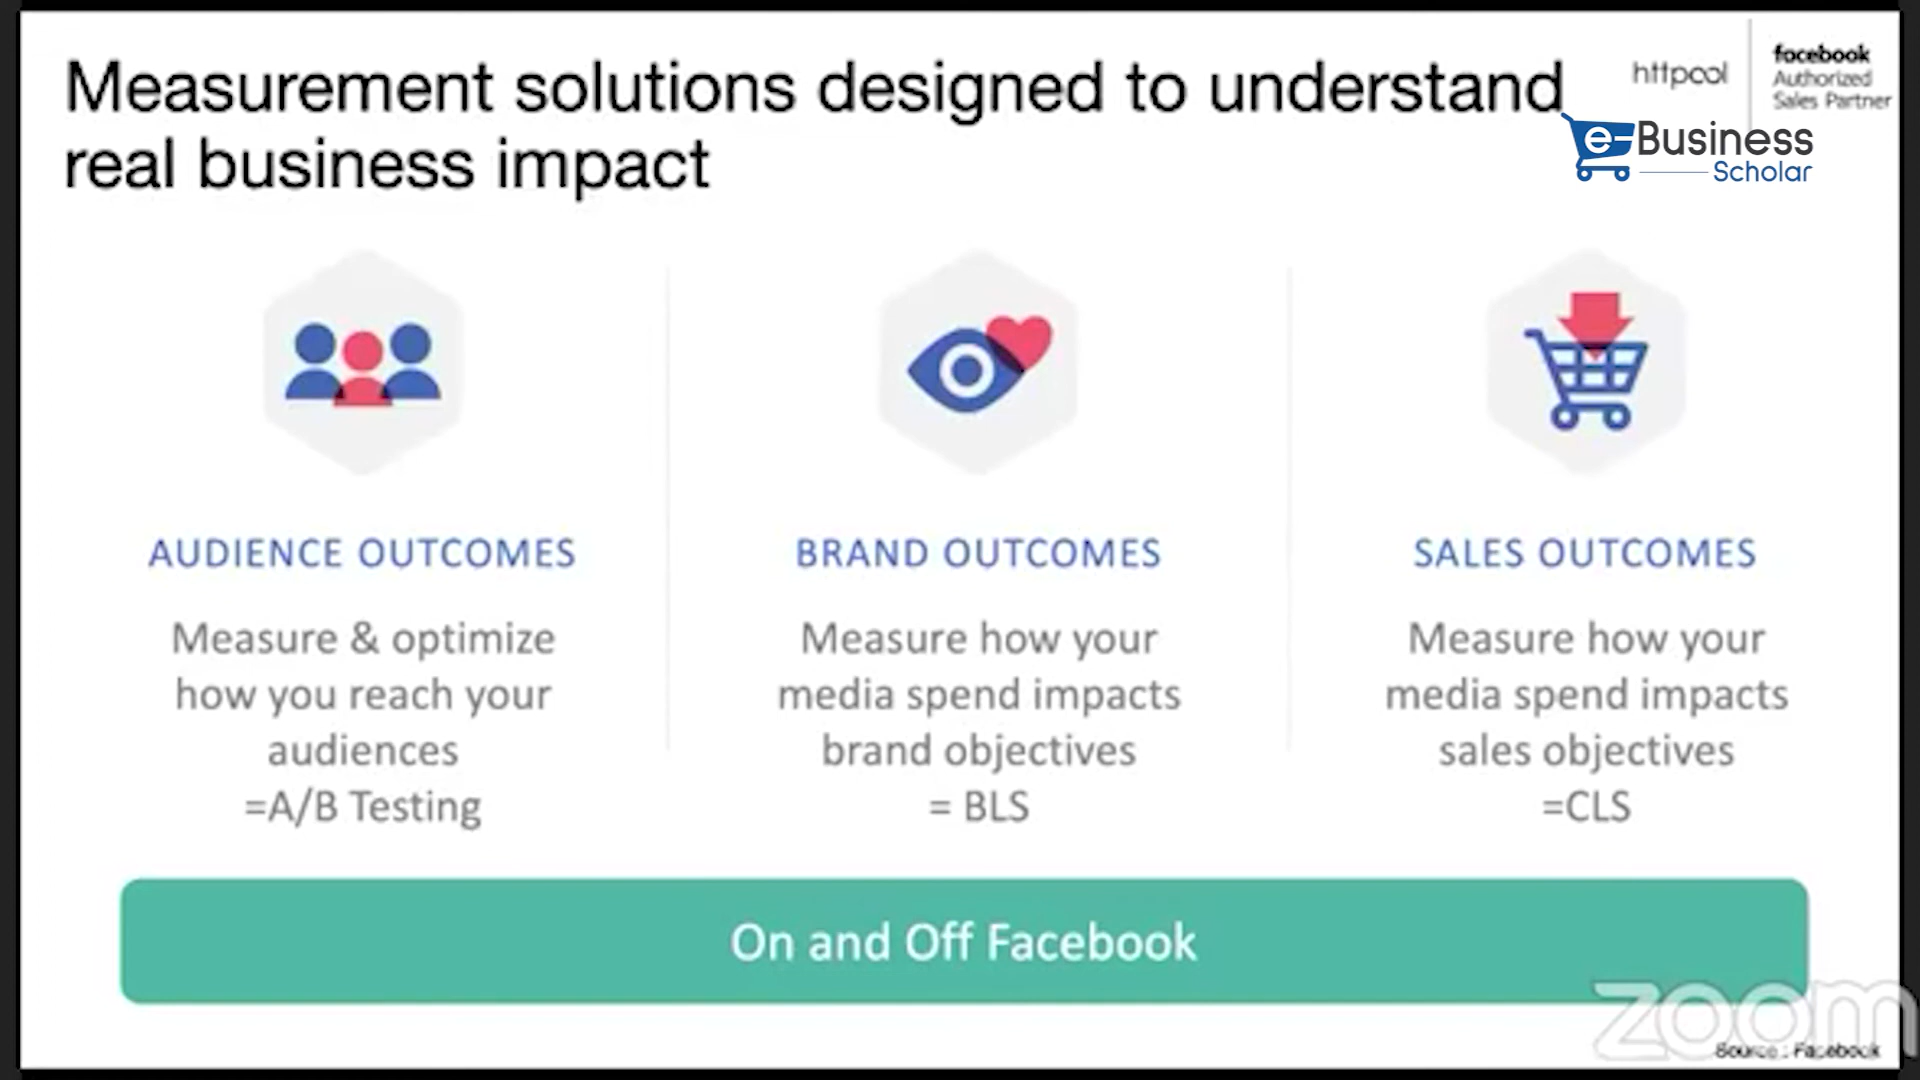 Measurement solutions designed to understand
real business impact
httpool
facebook
Authorized
Sales Partner
e-Business
Scholar
AUDIENCE OUTCOMES
Measure & optimize
how you reach your
audiences
=A/B Testing
BRAND OUTCOMES
Measure how your
media spend impacts
brand objectives
= BLS
SALES OUTCOMES
Measure how your
media spend impacts
sales objectives
=CLS
On and Off Facebook
zoom
Source : Facebook